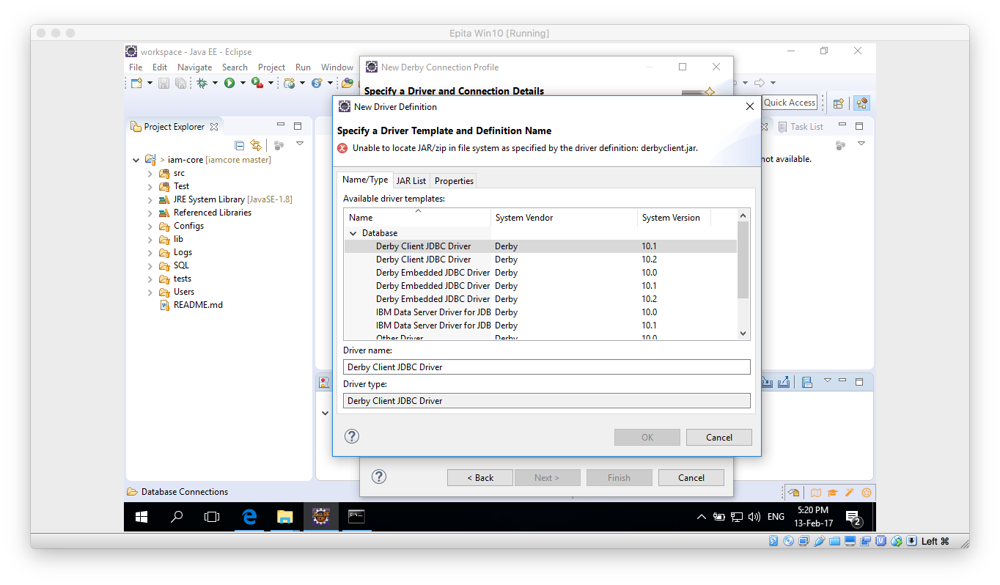 Epita Win10 [Running]
workspace - Java EE - Eclipse
File Edit Navigate Search Project Run Window
New Derby Connection Profile
Specify a Driver and Connection Details
Quick Access
New Driver Definition
Specify a Driver Template and Definition Name
Unable to locate JAR/zip in file system as specified by the driver definition: derbyclient.jar.
Project Explorer
Task List
not available.
> iam-core [iamcore master]
src
Test
JRE System Library [JavaSE-1.8]
Referenced Libraries
Configs
lib
Logs
SQL
tests
Users
README.md
Name/Type JAR List Properties
Available driver templates:
Name System Vendor System Version
Database
Derby Client JDBC Driver Derby 10.1
Derby Client JDBC Driver Derby 10.2
Derby Embedded JDBC Driver Derby 10.0
Derby Embedded JDBC Driver Derby 10.1
Derby Embedded JDBC Driver Derby 10.2
IBM Data Server Driver for JDB Derby 10.0
IBM Data Server Driver for JDB Derby 10.1
Other Driver Derby 10.0
Driver name:
Derby Client JDBC Driver
Driver type:
Derby Client JDBC Driver
OK Cancel
< Back Next > Finish Cancel
Database Connections
ENG
5:20 PM
13-Feb-17
2
Left ⌘